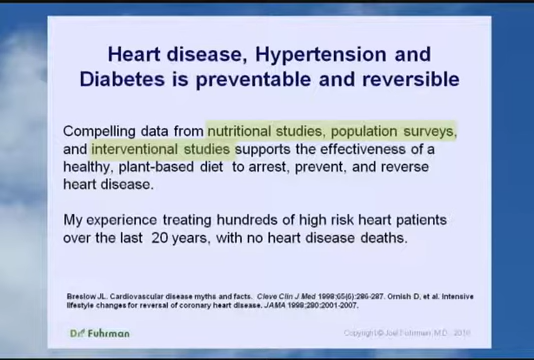 Heart disease, Hypertension and
Diabetes is preventable and reversible
Compelling data from nutritional studies, population surveys,
and interventional studies supports the effectiveness of a
healthy, plant-based diet to arrest, prevent, and reverse
heart disease.
My experience treating hundreds of high risk heart patients
over the last 20 years, with no heart disease deaths.
Breslow JL. Cardiovascular disease myths and facts. Cleve Clin J Med 1998;65(6):286-287. Ornish D, et al. Intensive
lifestyle changes for reversal of coronary heart disease. JAMA 1998;280:2001-2007.
Dr. Fuhrman
Copyright © Joel Fuhrman, M.D., 2010